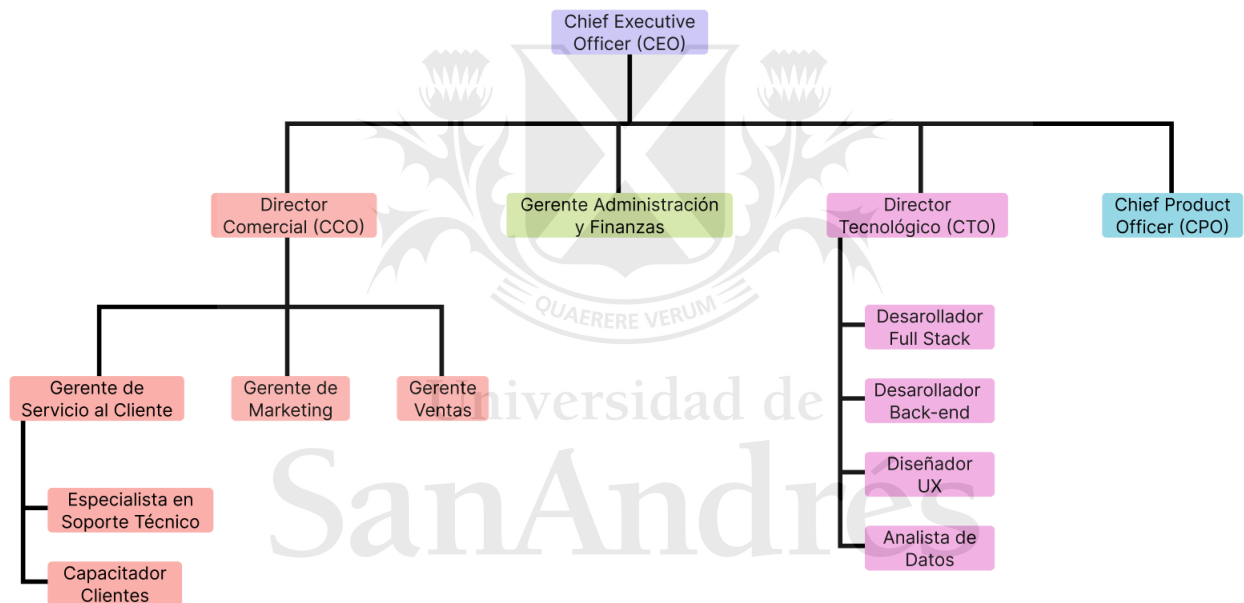 Chief Executive
Officer (CEO)
Director
Comercial (CCO)
Gerente Administración
y Finanzas
Director
Tecnológico (CTO)
Chief Product
Officer (CPO)
QUAERERE VERUM
Desarollador
Full Stack
Gerente de
Servicio al Cliente
Gerente de
Marketing
Gerente
Ventas
Desarollador
Back-end
Universidad de
SanAndrés
Diseñador
UX
Especialista en
Soporte Técnico
Analista de
Datos
Capacitador
Clientes